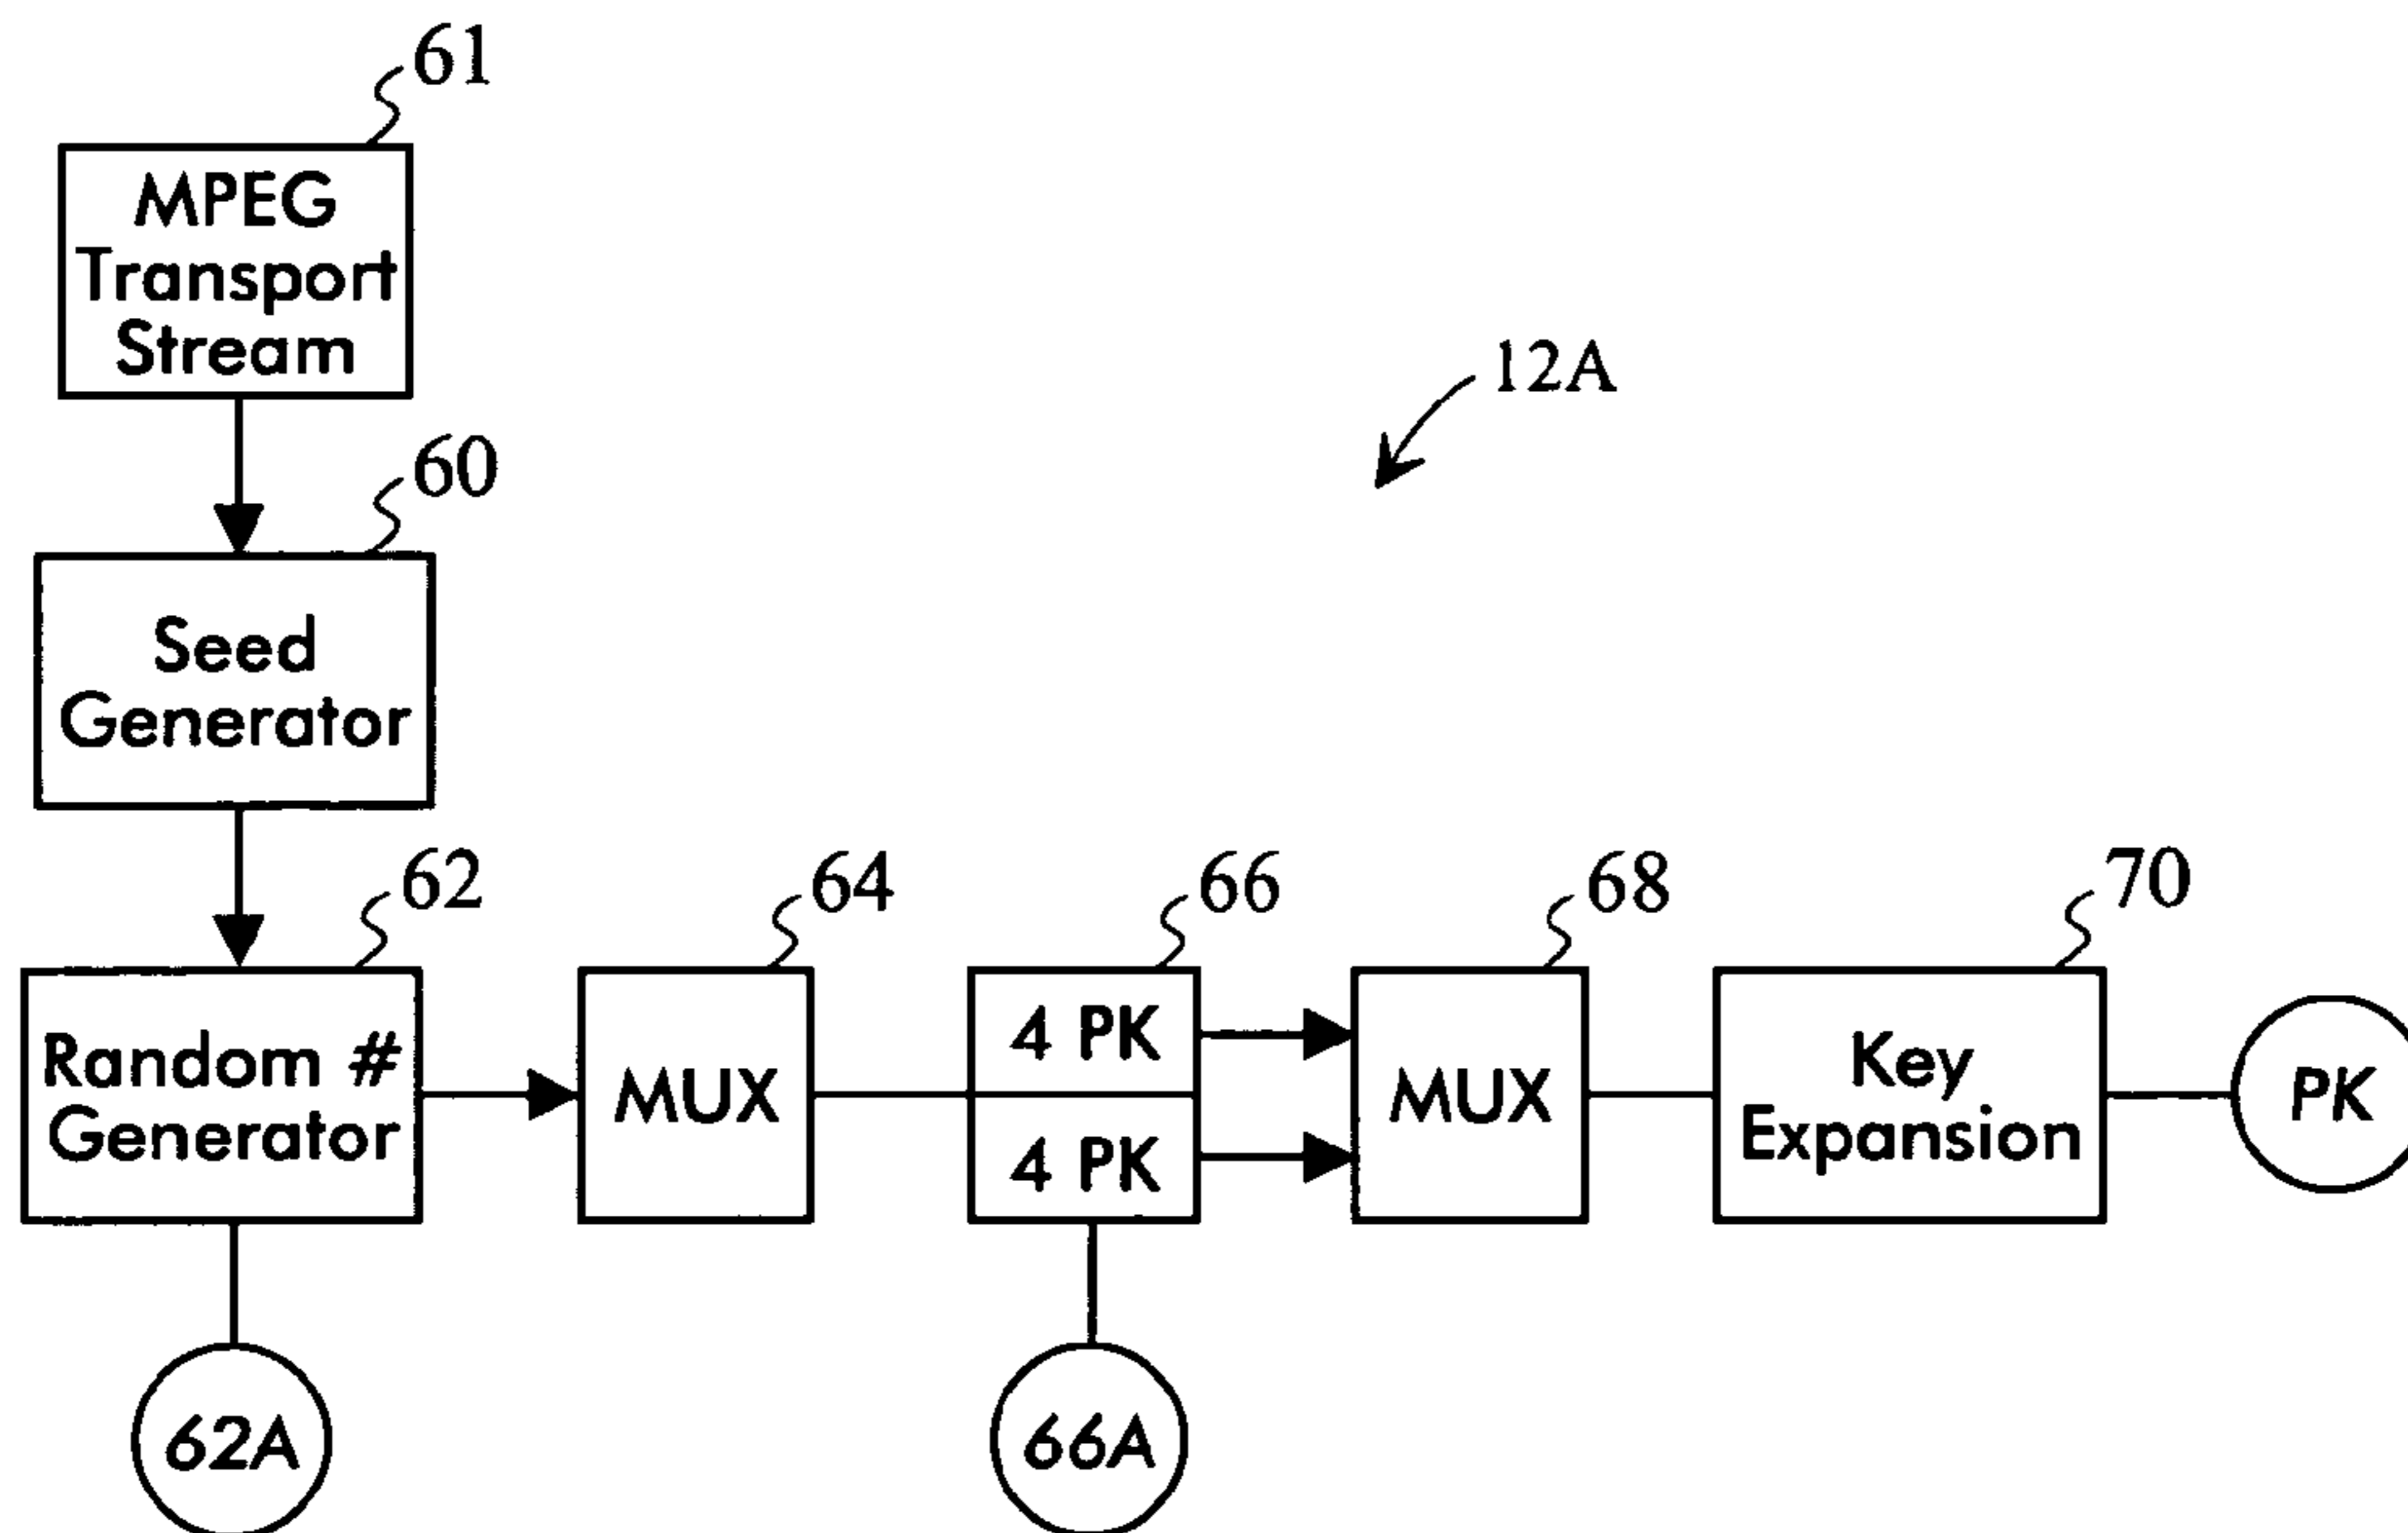 61
MPEG
Transport
Stream
12A
60
Seed
Generator
62
64
66
68
70
Random #
Generator
MUX
4 PK
4 PK
MUX
Key
Expansion
PK
62A
66A